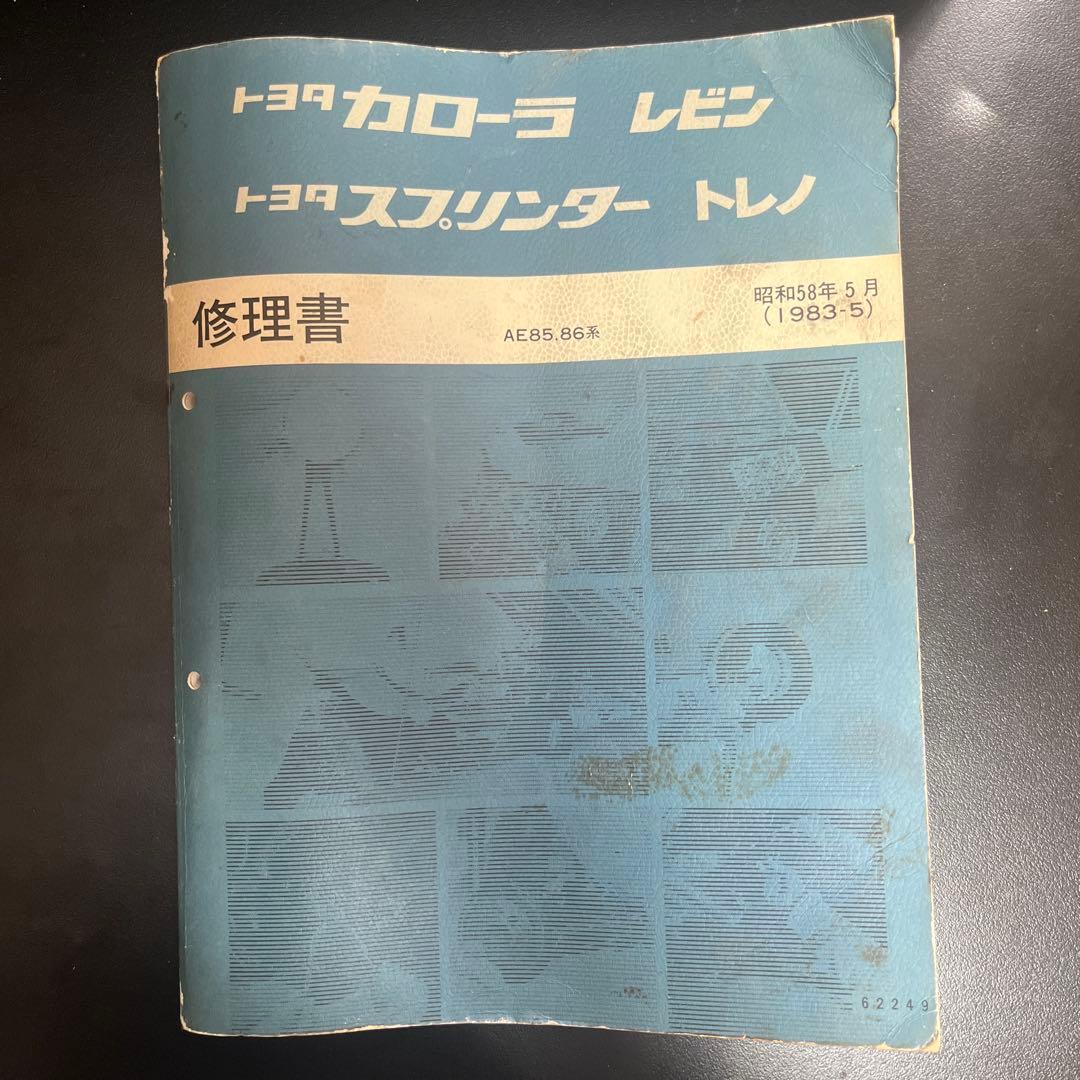 トヨタ カローラ レビン
トヨタ スプリンター トレノ
修理書
AE85,86系
昭和58年5月
(1983-5)
62249